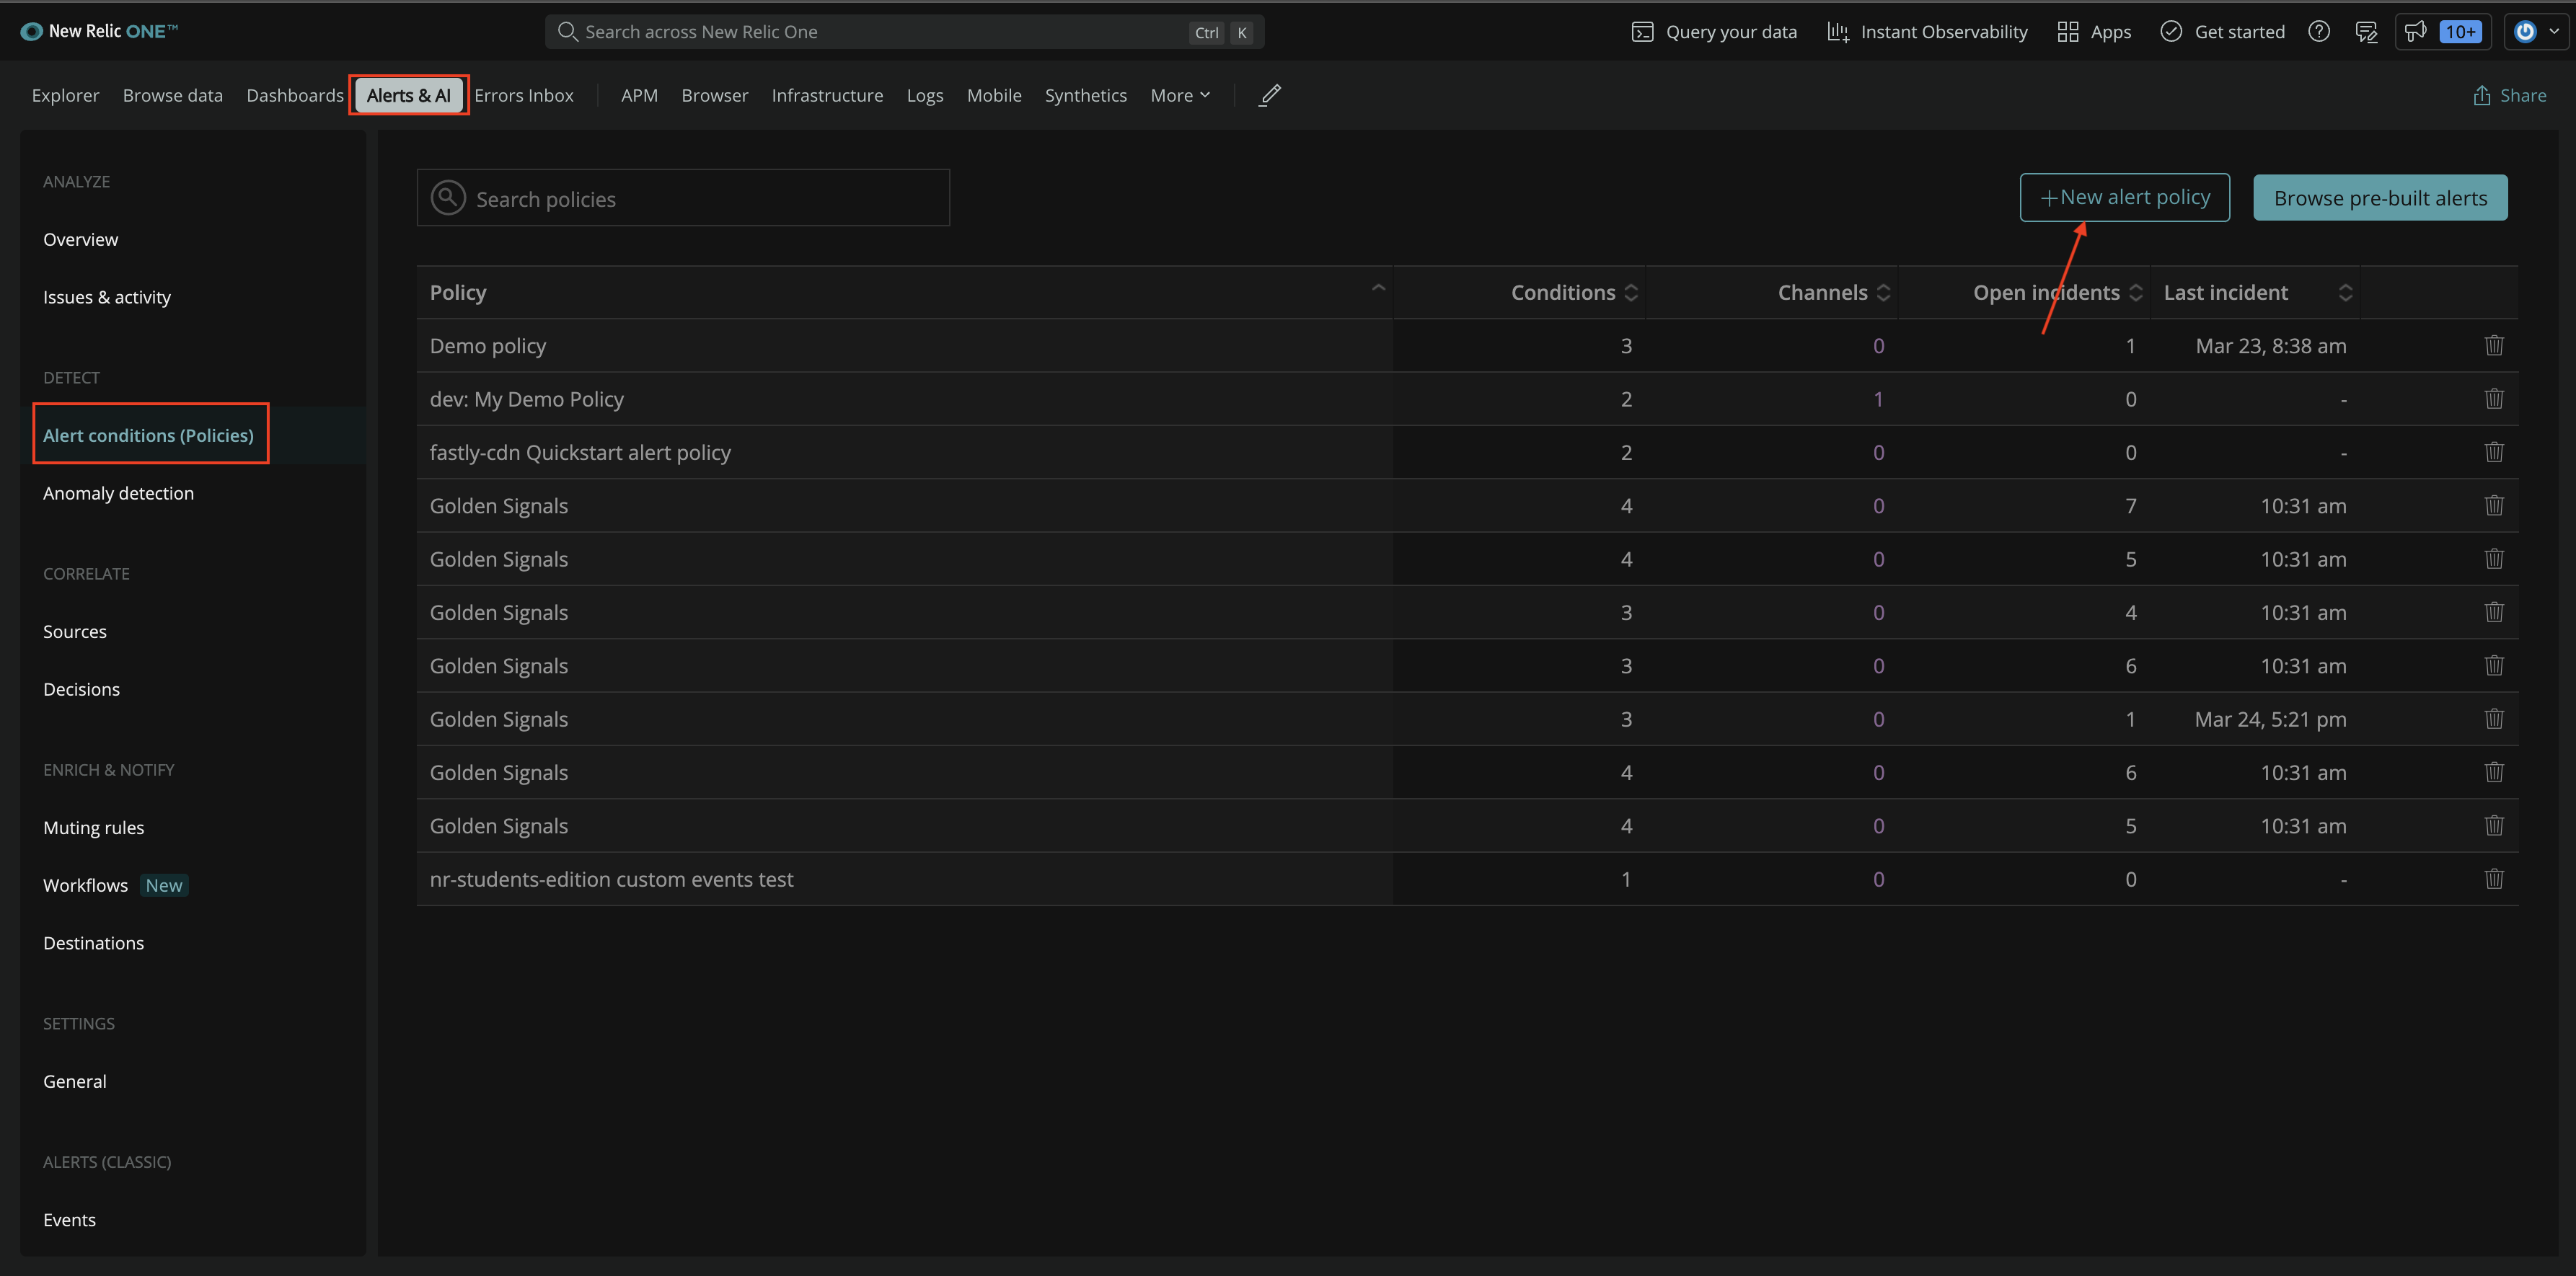 New Relic ONE™
Search across New Relic One Ctrl K
Query your data Instant Observability Apps Get started 10+
Explorer Browse data Dashboards Alerts & AI Errors Inbox APM Browser Infrastructure Logs Mobile Synthetics More Share
ANALYZE
Overview
Issues & activity
DETECT
Alert conditions (Policies)
Anomaly detection
CORRELATE
Sources
Decisions
ENRICH & NOTIFY
Muting rules
Workflows New
Destinations
SETTINGS
General
ALERTS (CLASSIC)
Events
Search policies
+New alert policy Browse pre-built alerts
Policy Conditions Channels Open incidents Last incident
Demo policy 3 0 1 Mar 23, 8:38 am
dev: My Demo Policy 2 1 0 -
fastly-cdn Quickstart alert policy 2 0 0 -
Golden Signals 4 0 7 10:31 am
Golden Signals 4 0 5 10:31 am
Golden Signals 3 0 4 10:31 am
Golden Signals 3 0 6 10:31 am
Golden Signals 3 0 1 Mar 24, 5:21 pm
Golden Signals 4 0 6 10:31 am
Golden Signals 4 0 5 10:31 am
nr-students-edition custom events test 1 0 0 -